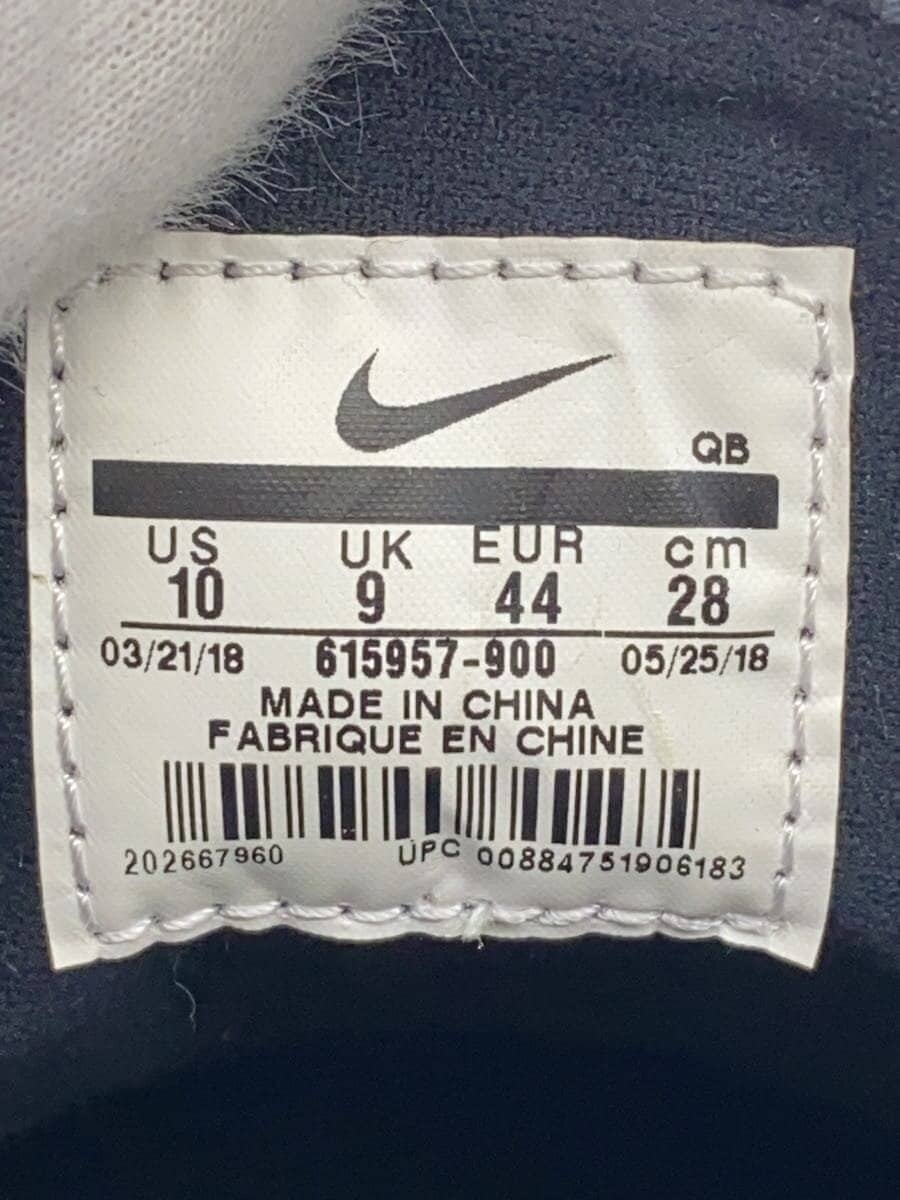 QB
US UK EUR cm
10 9 44 28
03/21/18 615957-900 05/25/18
MADE IN CHINA
FABRIQUE EN CHINE
202667960 UPC 00884751906183